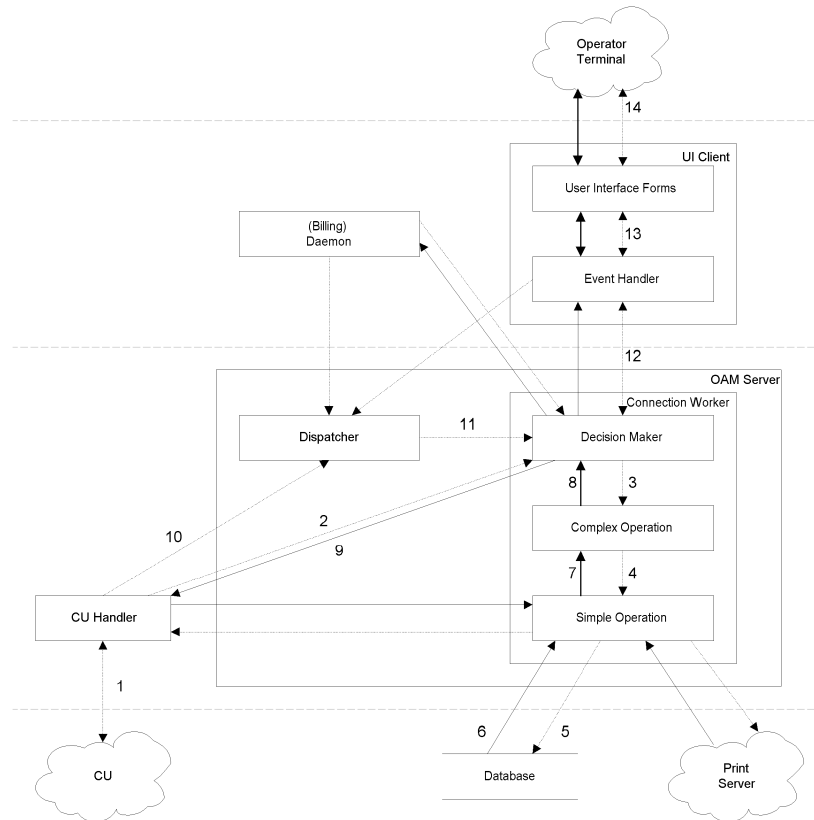 Operator
Terminal
14
UI Client
User Interface Forms
(Billing)
Daemon
13
Event Handler
12
OAM Server
Connection Worker
Dispatcher
11
Decision Maker
8
3
2
10
9
Complex Operation
7
4
CU Handler
Simple Operation
1
6
5
CU
Database
Print
Server